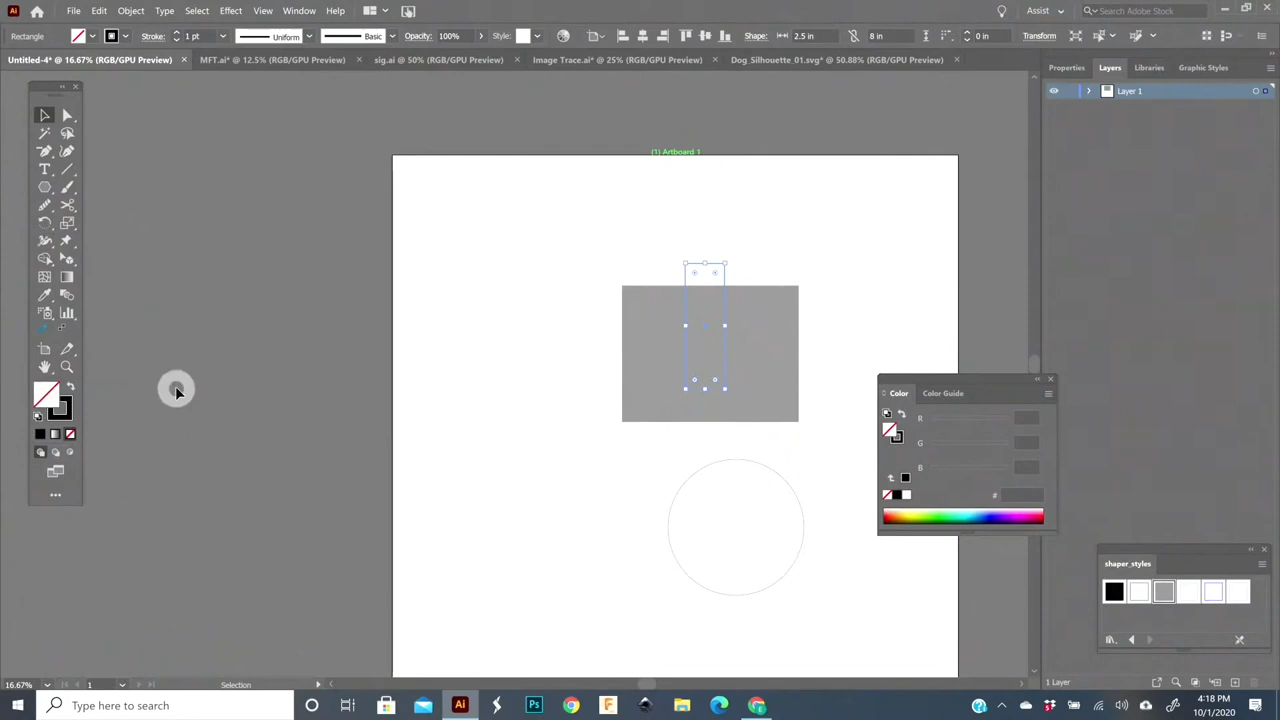 Ai File Edit Object Type Select Effect View Window Help Assist Search Adobe Stock
Rectangle Stroke: 1 pt Uniform Basic Opacity: 100% Style: Shape: 2.5 in 8 in 0 in Transform
Untitled-4* @ 16.67% (RGB/GPU Preview) × MFT.ai* @ 12.5% (RGB/GPU Preview) × sig.ai @ 50% (RGB/GPU Preview) × Image Trace.ai* @ 25% (RGB/GPU Preview) × Dog_Silhouette_01.svg* @ 50.88% (RGB/GPU Preview) ×
Properties Layers Libraries Graphic Styles
Layer 1
(1) Artboard 1
Color Color Guide
R
G
B
#
shaper_styles
16.67% 1 Selection
1 Layer
Type here to search
Ai Ps F E
4:18 PM
10/1/2020